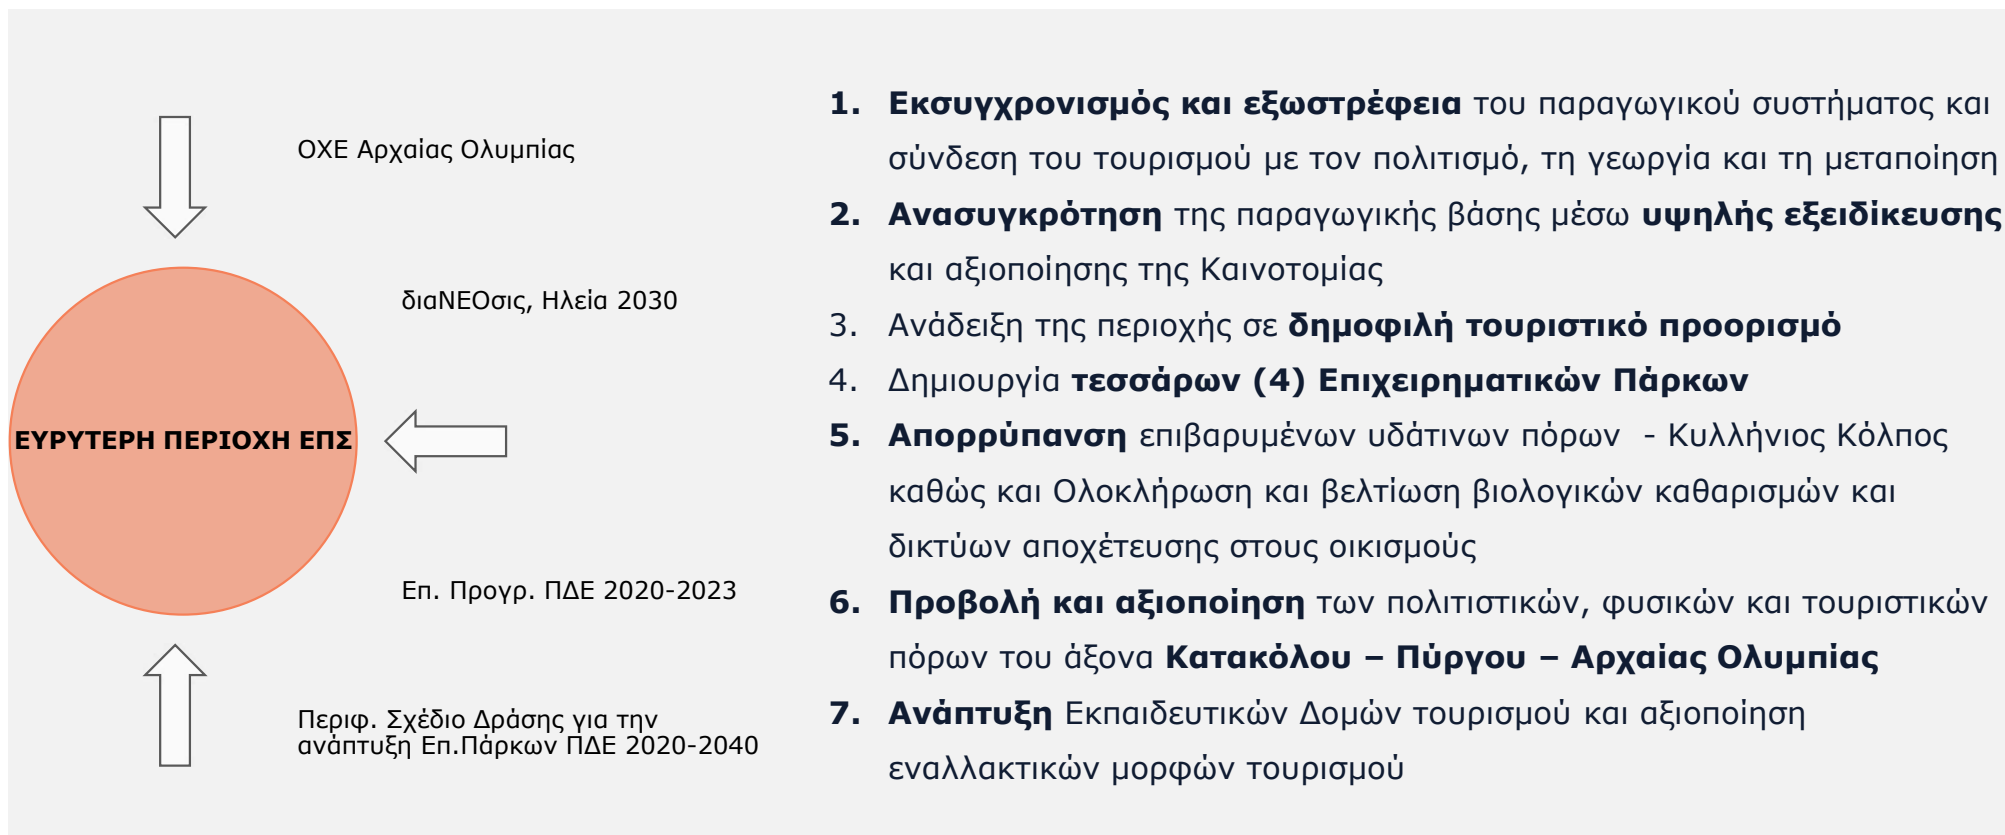 ΟΧΕ Αρχαίας Ολυμπίας
διαΝΕΟσις, Ηλεία 2030
ΕΥΡΥΤΕΡΗ ΠΕΡΙΟΧΗ ΕΠΣ
Επ. Προγρ. ΠΔΕ 2020-2023
Περιφ. Σχέδιο Δράσης για την
ανάπτυξη Επ.Πάρκων ΠΔΕ 2020-2040
1. Εκσυγχρονισμός και εξωστρέφεια του παραγωγικού συστήματος και
σύνδεση του τουρισμού με τον πολιτισμό, τη γεωργία και τη μεταποίηση
2. Ανασυγκρότηση της παραγωγικής βάσης μέσω υψηλής εξειδίκευσης
και αξιοποίησης της Καινοτομίας
3. Ανάδειξη της περιοχής σε δημοφιλή τουριστικό προορισμό
4. Δημιουργία τεσσάρων (4) Επιχειρηματικών Πάρκων
5. Απορρύπανση επιβαρυμένων υδάτινων πόρων - Κυλλήνιος Κόλπος
καθώς και Ολοκλήρωση και βελτίωση βιολογικών καθαρισμών και
δικτύων αποχέτευσης στους οικισμούς
6. Προβολή και αξιοποίηση των πολιτιστικών, φυσικών και τουριστικών
πόρων του άξονα Κατακόλου – Πύργου – Αρχαίας Ολυμπίας
7. Ανάπτυξη Εκπαιδευτικών Δομών τουρισμού και αξιοποίηση
εναλλακτικών μορφών τουρισμού